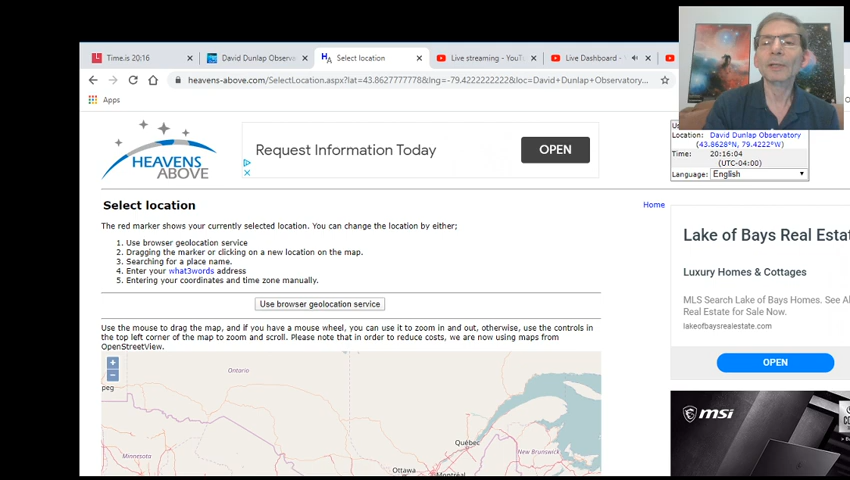 Time.is 20:16
David Dunlap Observa
Select location
Live streaming - YouT
Live Dashboard -
heavens-above.com/SelectLocation.aspx?lat=43.86277777778&lng=-79.4222222222&loc=David+Dunlap+Observatory...
Apps
HEAVENS
ABOVE
Request Information Today
OPEN
Location: David Dunlap Observatory
(43.8628°N, 79.4222°W)
Time: 20:16:04
(UTC-04:00)
Language: English
Select location
Home
The red marker shows your currently selected location. You can change the location by either;
1. Use browser geolocation service
2. Dragging the marker or clicking on a new location on the map.
3. Searching for a place name.
4. Enter your what3words address
5. Entering your coordinates and time zone manually.
Use browser geolocation service
Use the mouse to drag the map, and if you have a mouse wheel, you can use it to zoom in and out, otherwise, use the controls in
the top left corner of the map to zoom and scroll. Please note that in order to reduce costs, we are now using maps from
OpenStreetView.
+
−
peg
Ontario
Minnesota
Québec
New Brunswick
Ottawa
Montréal
Lake of Bays Real Esta
Luxury Homes & Cottages
MLS Search Lake of Bays Homes. See A
Real Estate for Sale Now.
lakeofbaysrealestate.com
OPEN
msi